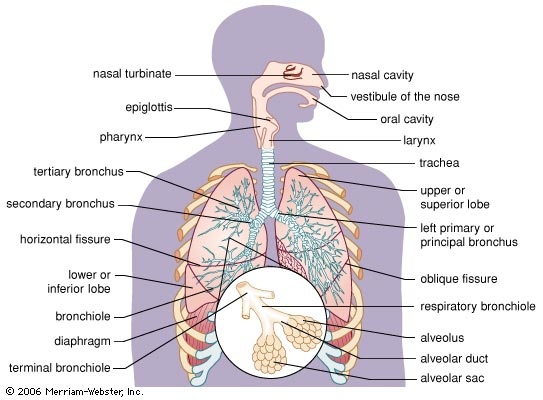 nasal turbinate
epiglottis
pharynx
tertiary bronchus
secondary bronchus
horizontal fissure
lower or
inferior lobe
bronchiole
diaphragm
terminal bronchiole
nasal cavity
vestibule of the nose
oral cavity
larynx
trachea
upper or
superior lobe
left primary or
principal bronchus
oblique fissure
respiratory bronchiole
alveolus
alveolar duct
alveolar sac
© 2006 Merriam-Webster, Inc.